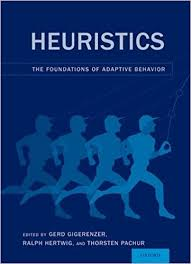 HEURISTICS
THE FOUNDATIONS OF ADAPTIVE BEHAVIOR
EDITED BY GERD GIGERENZER,
RALPH HERTWIG, AND THORSTEN PACHUR
OXFORD